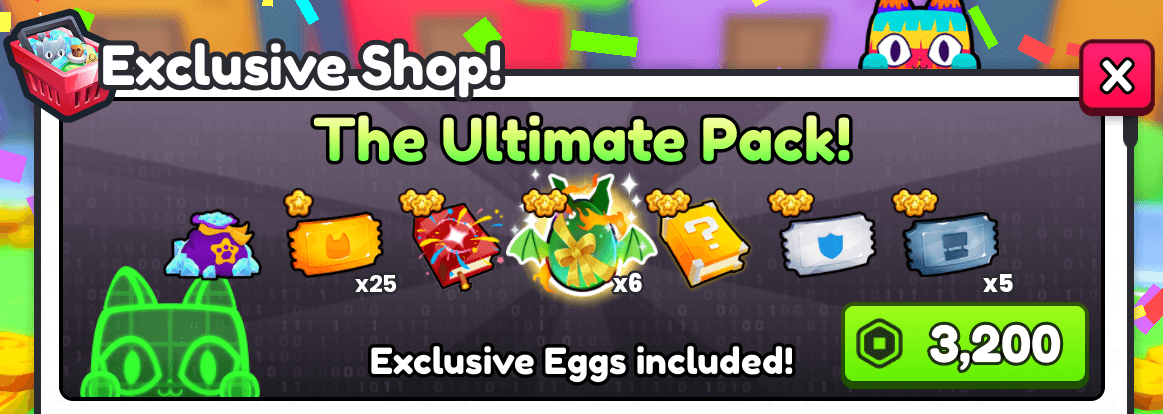 Exclusive Shop!
X
The Ultimate Pack!
x25
x6
?
x5
Exclusive Eggs included!
3,200